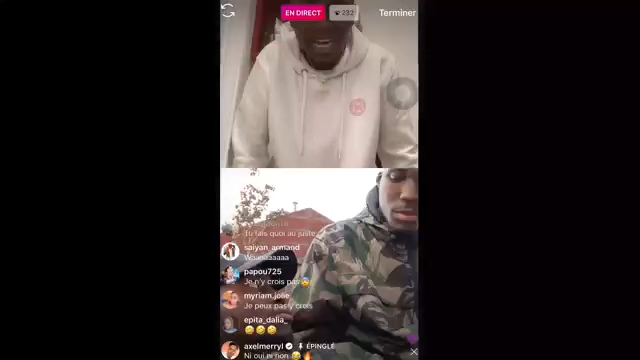 EN DIRECT
232
Terminer
Tu fais quoi au juste
saiyan_armand
papou725
Je n'y crois pas
myriam.jolie
Je peux pas y crois
epita_dalia_
axelmerryl
ÉPINGLÉ
Ni oui ni non